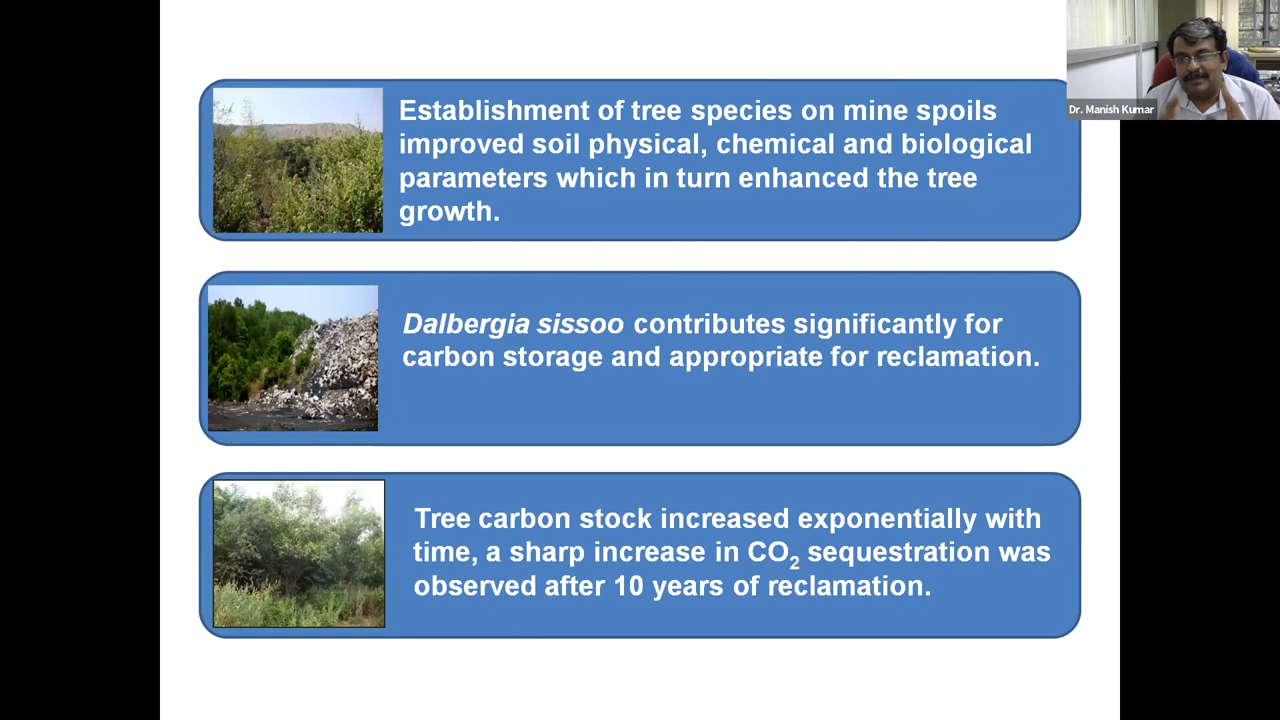 Dr. Manish Kumar
Establishment of tree species on mine spoils
improved soil physical, chemical and biological
parameters which in turn enhanced the tree
growth.
Dalbergia sissoo contributes significantly for
carbon storage and appropriate for reclamation.
Tree carbon stock increased exponentially with
time, a sharp increase in CO₂ sequestration was
observed after 10 years of reclamation.